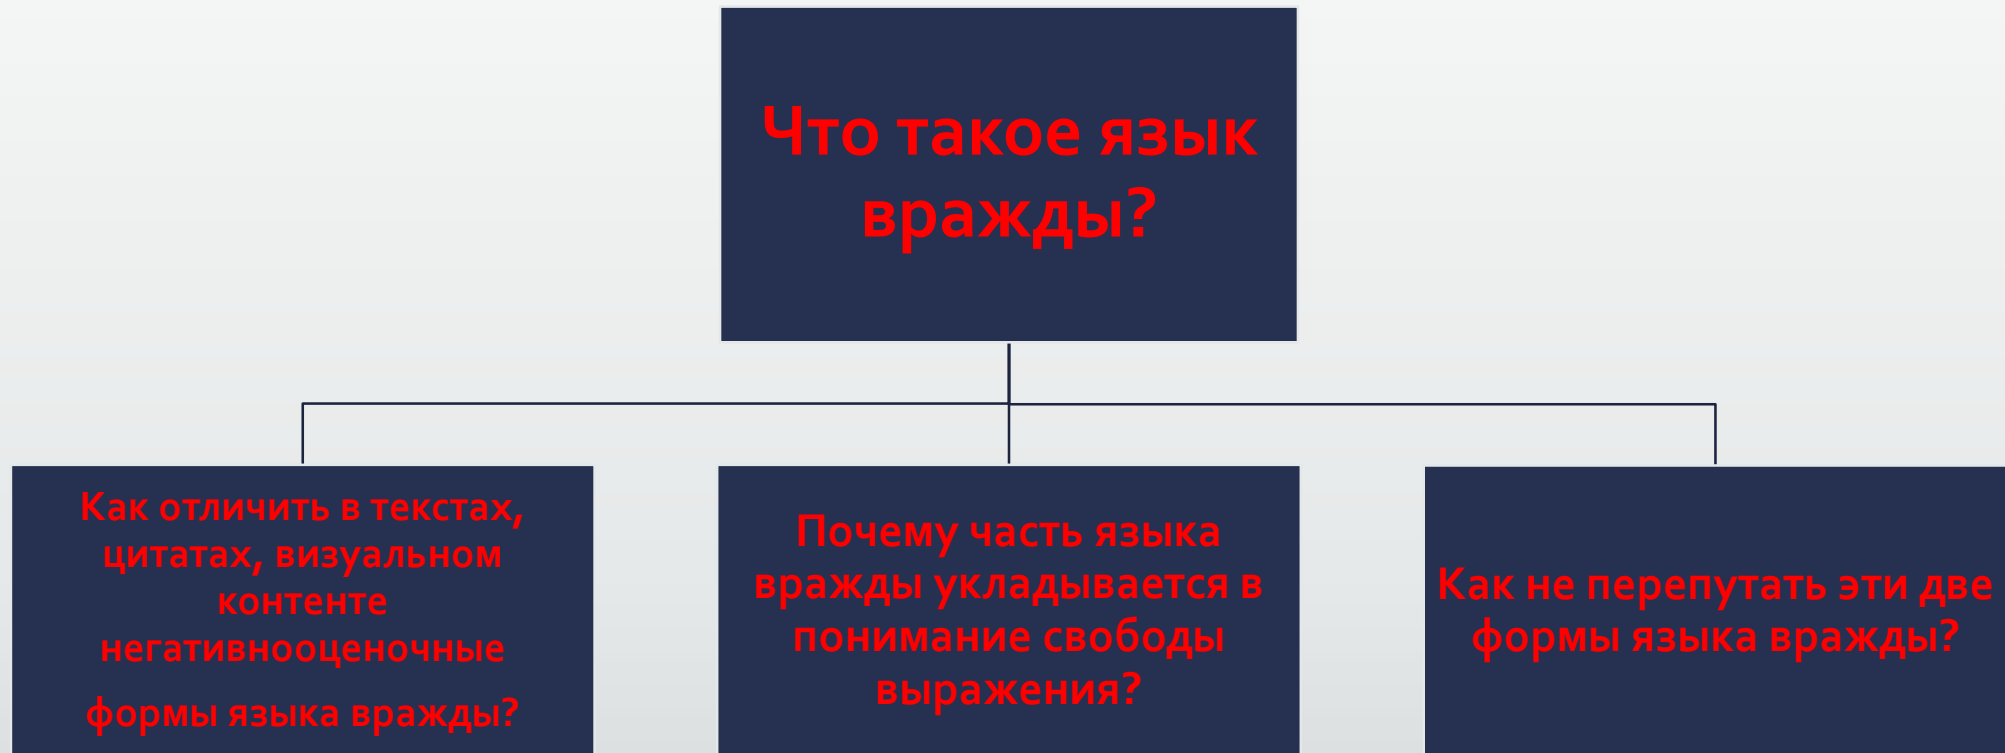 Что такое язык
вражды?
Как отличить в текстах,
цитатах, визуальном
контенте
негативнооценочные
формы языка вражды?
Почему часть языка
вражды укладывается в
понимание свободы
выражения?
Как не перепутать эти две
формы языка вражды?